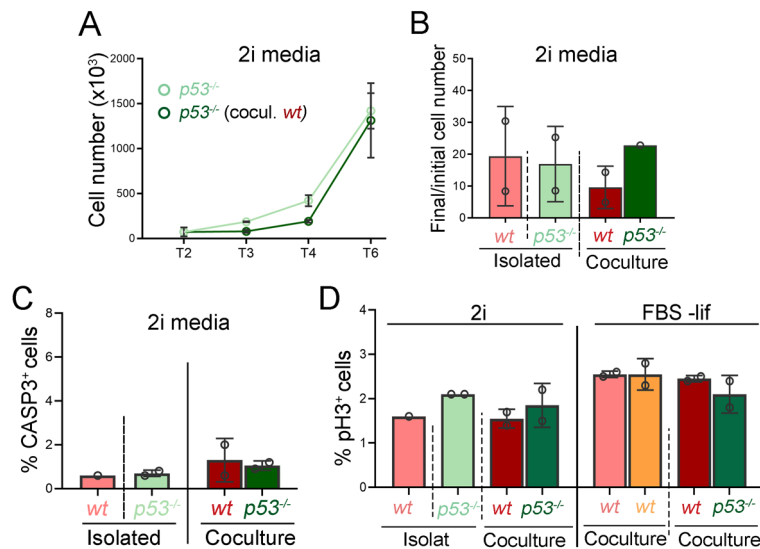 A
2i media
Cell number (x10³)
2000
1500
1000
500
0
p53-/-
p53-/- (cocul. wt)
T2 T3 T4 T6
B
2i media
Final/initial cell number
50
40
30
20
10
0
wt p53-/- wt p53-/-
Isolated Coculture
C
2i media
% CASP3+ cells
8
6
4
2
0
wt p53-/- wt p53-/-
Isolated Coculture
D
2i FBS -lif
% pH3+ cells
4
3
2
1
0
wt p53-/- wt p53-/- wt wt wt p53-/-
Isolat Coculture Coculture Coculture